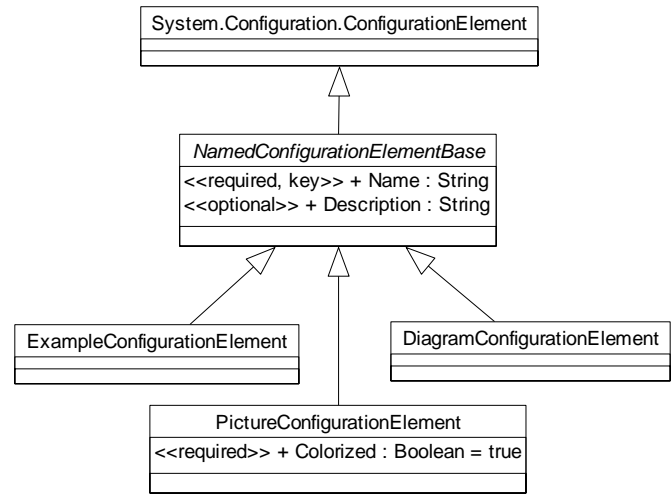 System.Configuration.ConfigurationElement
NamedConfigurationElementBase
<<required, key>> + Name : String
<<optional>> + Description : String
ExampleConfigurationElement
DiagramConfigurationElement
PictureConfigurationElement
<<required>> + Colorized : Boolean = true